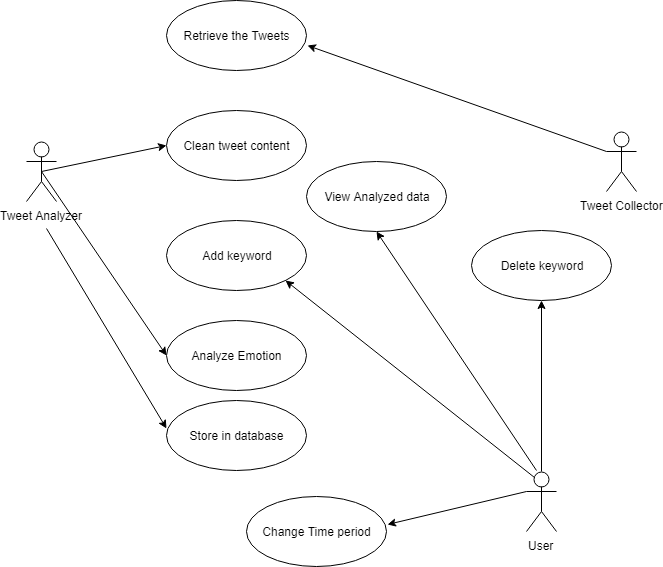 Retrieve the Tweets
Clean tweet content
View Analyzed data
Tweet Collector
Tweet Analyzer
Add keyword
Delete keyword
Analyze Emotion
Store in database
Change Time period
User